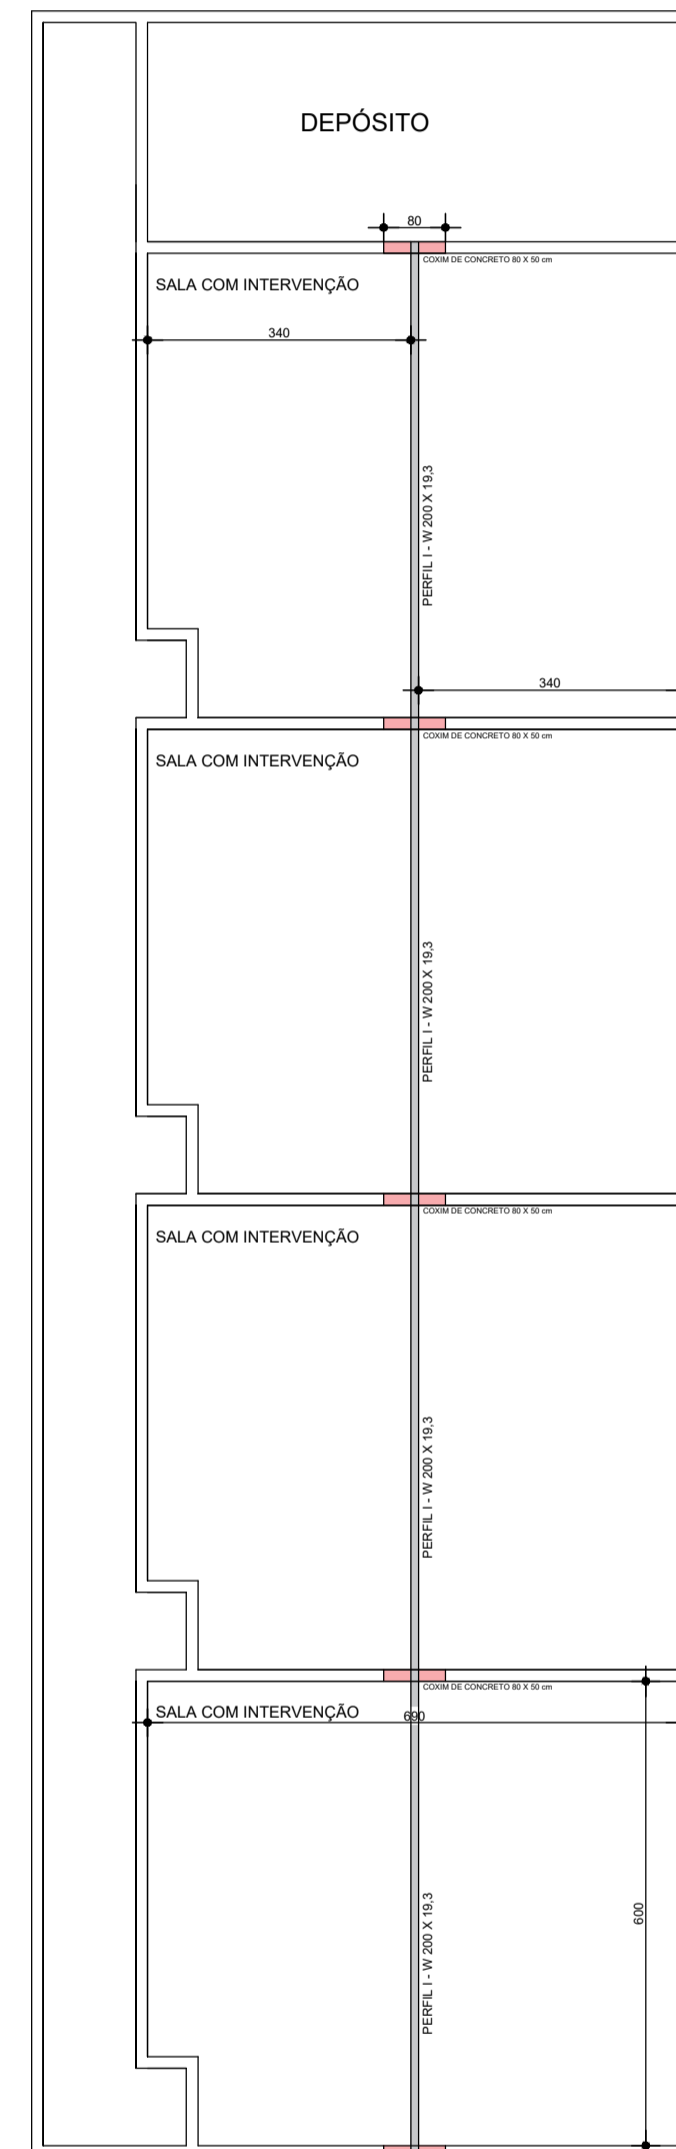 DEPÓSITO
80
COXIM DE CONCRETO 80 X 50 cm
SALA COM INTERVENÇÃO
340
PERFIL I - W 200 X 19,3
340
COXIM DE CONCRETO 80 X 50 cm
SALA COM INTERVENÇÃO
PERFIL I - W 200 X 19,3
COXIM DE CONCRETO 80 X 50 cm
SALA COM INTERVENÇÃO
PERFIL I - W 200 X 19,3
COXIM DE CONCRETO 80 X 50 cm
SALA COM INTERVENÇÃO
690
PERFIL I - W 200 X 19,3
600